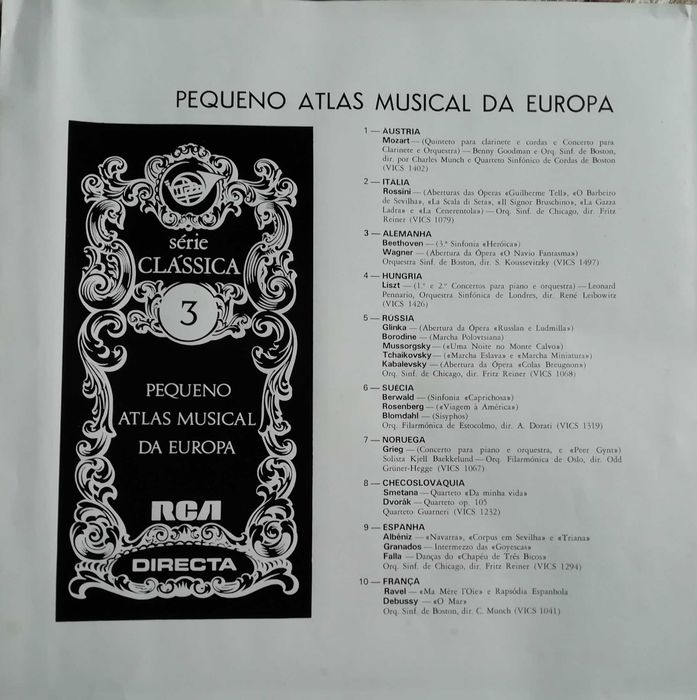 PEQUENO ATLAS MUSICAL DA EUROPA
série
CLÁSSICA
3
PEQUENO
ATLAS MUSICAL
DA EUROPA
RCA
DIRECTA
1 — AUSTRIA
Mozart — (Quinteto para clarinete e cordas e Concerto para
Clarinete e Orquestra) — Benny Goodman e Orq. Sinf. de Boston,
dir. por Charles Munch e Quarteto Sinfónico de Cordas de Boston
(VICS 1402)
2 — ITALIA
Rossini — (Aberturas das Óperas «Guilherme Tell», «O Barbeiro
de Sevilha», «La Scala di Seta», «Il Signor Bruschino», «La Gazza
Ladra» e «La Cenerentola») — Orq. Sinf. de Chicago, dir. Fritz
Reiner (VICS 1079)
3 — ALEMANHA
Beethoven — (3.ª Sinfonia «Heróica»)
Wagner — (Abertura da Ópera «O Navio Fantasma»)
Orquestra Sinf. de Boston, dir. S. Koussevitzky (VICS 1497)
4 — HUNGRIA
Liszt — (1.º e 2.º Concertos para piano e orquestra) — Leonard
Pennario, Orquestra Sinfónica de Londres, dir. René Leibowitz
(VICS 1426)
5 — RÚSSIA
Glinka — (Abertura da Ópera «Russlan e Ludmilla»)
Borodine — (Marcha Polovtsiana)
Mussorgsky — («Uma Noite no Monte Calvo»)
Tchaikovsky — («Marcha Eslava» e «Marcha Miniatura»)
Kabalevsky — (Abertura da Ópera «Colas Breugnon»)
Orq. Sinf. de Chicago, dir. Fritz Reiner (VICS 1068)
6 — SUÉCIA
Berwald — (Sinfonia «Caprichosa»)
Rosenberg — («Viagem à América»)
Blomdahl — (Sisyphos)
Orq. Filarmónica de Estocolmo, dir. A. Dorati (VICS 1319)
7 — NORUEGA
Grieg — (Concerto para piano e orquestra, e «Peer Gynt»)
Solista Kjell Baekkelund — Orq. Filarmónica de Oslo, dir. Odd
Grüner-Hegge (VICS 1067)
8 — CHECOSLOVAQUIA
Smetana — Quarteto «Da minha vida»
Dvorák — Quarteto op. 105
Quarteto Guarneri (VICS 1232)
9 — ESPANHA
Albéniz — «Navarra», «Corpus em Sevilha» e «Triana»
Granados — Intermezzo das «Goyescas»
Falla — Danças do «Chapéu de Três Bicos»
Orq. Sinf. de Chicago, dir. Fritz Reiner (VICS 1294)
10 — FRANÇA
Ravel — «Ma Mère l'Oie» e Rapsódia Espanhola
Debussy — «O Mar»
Orq. Sinf. de Boston, dir. C. Munch (VICS 1041)